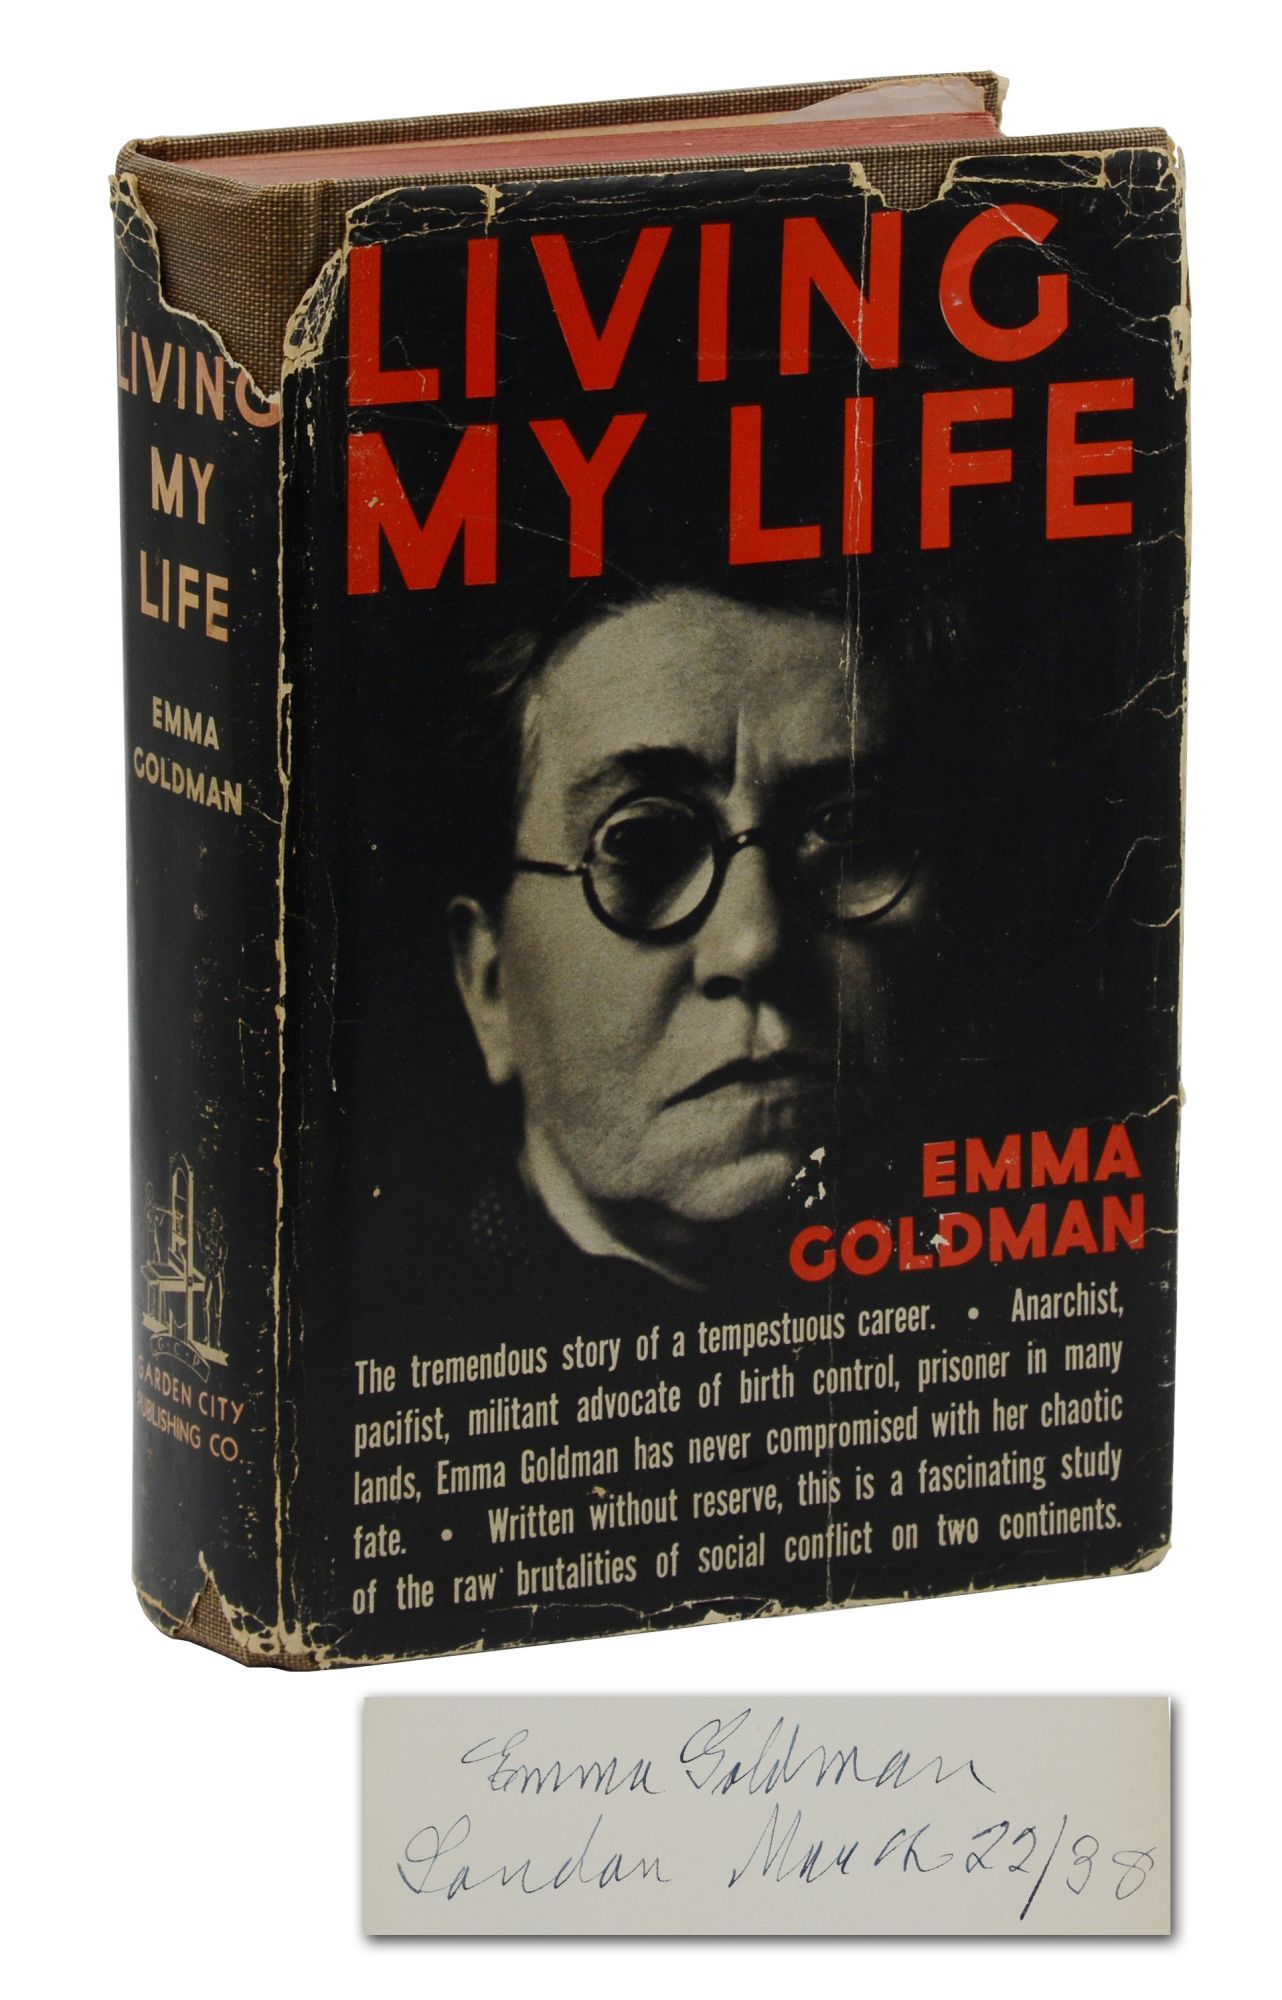 LIVING
MY
LIFE
EMMA
GOLDMAN
G.C.P
GARDEN CITY
PUBLISHING CO.
LIVING
MY LIFE
EMMA
GOLDMAN
The tremendous story of a tempestuous career. • Anarchist,
pacifist, militant advocate of birth control, prisoner in many
lands, Emma Goldman has never compromised with her chaotic
fate. • Written without reserve, this is a fascinating study
of the raw brutalities of social conflict on two continents.
Emma Goldman
London March 22/38